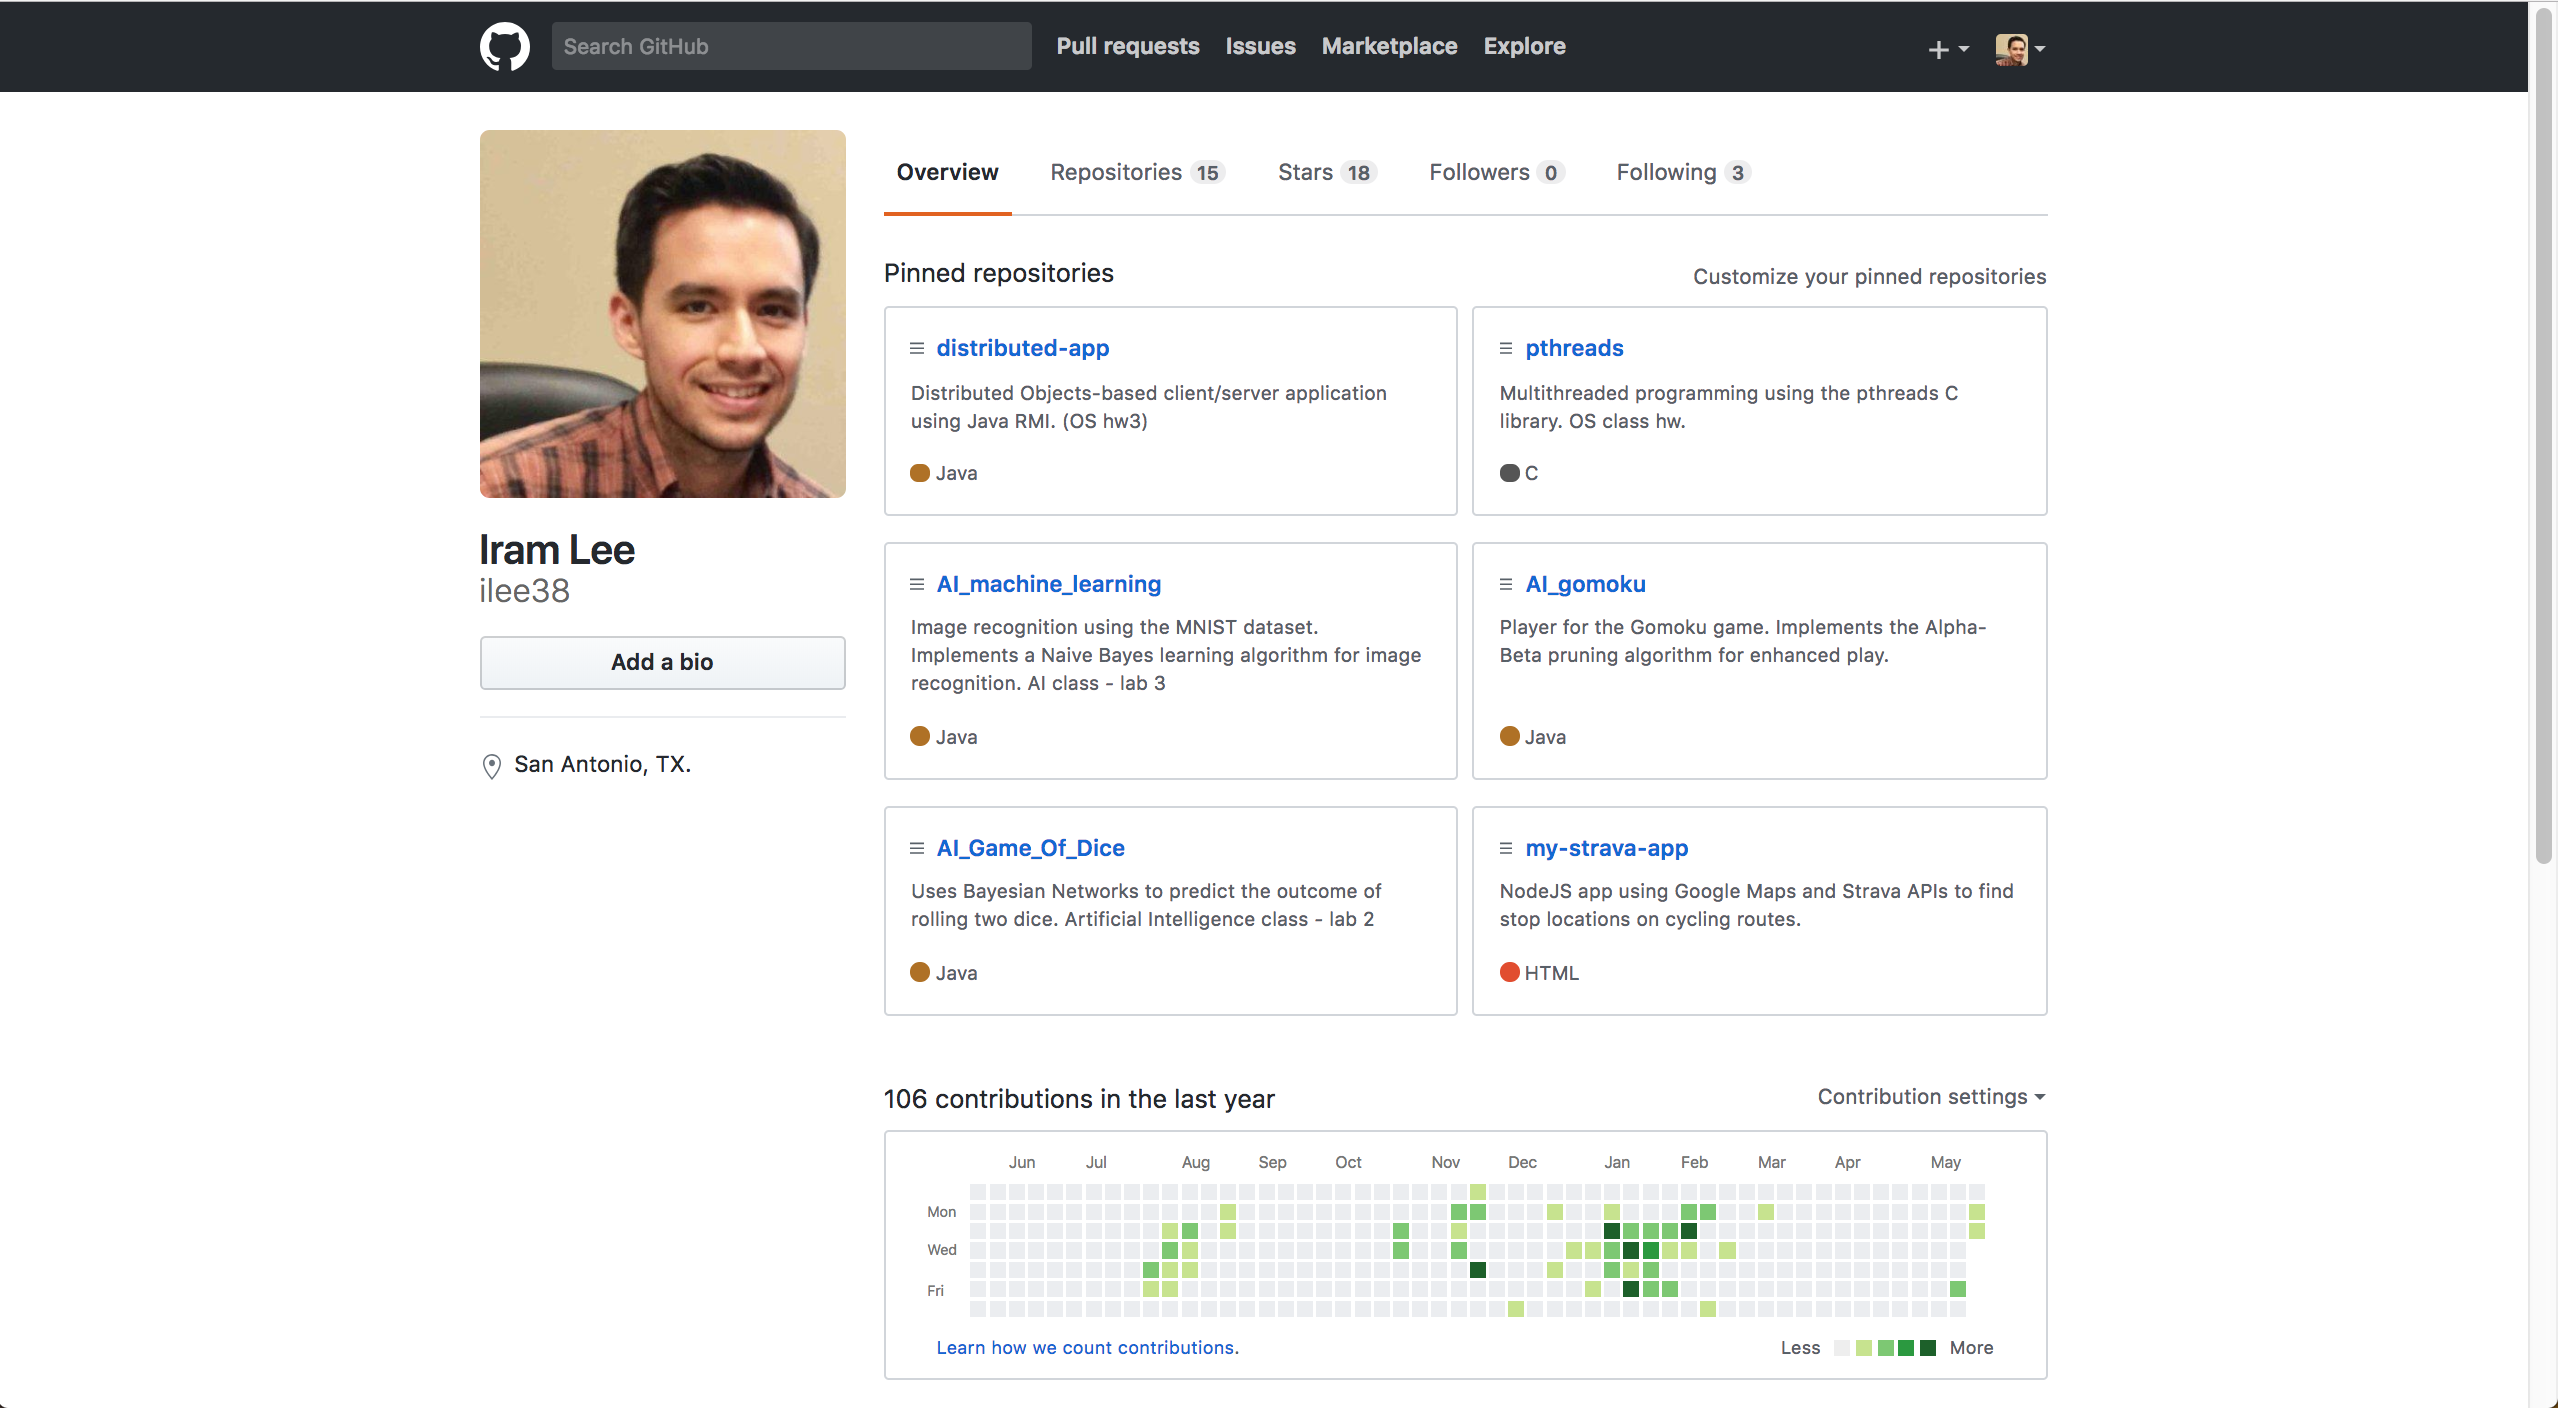 Search GitHub
Pull requests Issues Marketplace Explore
Overview Repositories 15 Stars 18 Followers 0 Following 3
Iram Lee
ilee38
Add a bio
San Antonio, TX.
Pinned repositories
Customize your pinned repositories
distributed-app
Distributed Objects-based client/server application
using Java RMI. (OS hw3)
Java
pthreads
Multithreaded programming using the pthreads C
library. OS class hw.
C
AI_machine_learning
Image recognition using the MNIST dataset.
Implements a Naive Bayes learning algorithm for image
recognition. AI class - lab 3
Java
AI_gomoku
Player for the Gomoku game. Implements the Alpha-
Beta pruning algorithm for enhanced play.
Java
AI_Game_Of_Dice
Uses Bayesian Networks to predict the outcome of
rolling two dice. Artificial Intelligence class - lab 2
Java
my-strava-app
NodeJS app using Google Maps and Strava APIs to find
stop locations on cycling routes.
HTML
106 contributions in the last year
Contribution settings
Jun Jul Aug Sep Oct Nov Dec Jan Feb Mar Apr May
Mon
Wed
Fri
Learn how we count contributions.
Less More